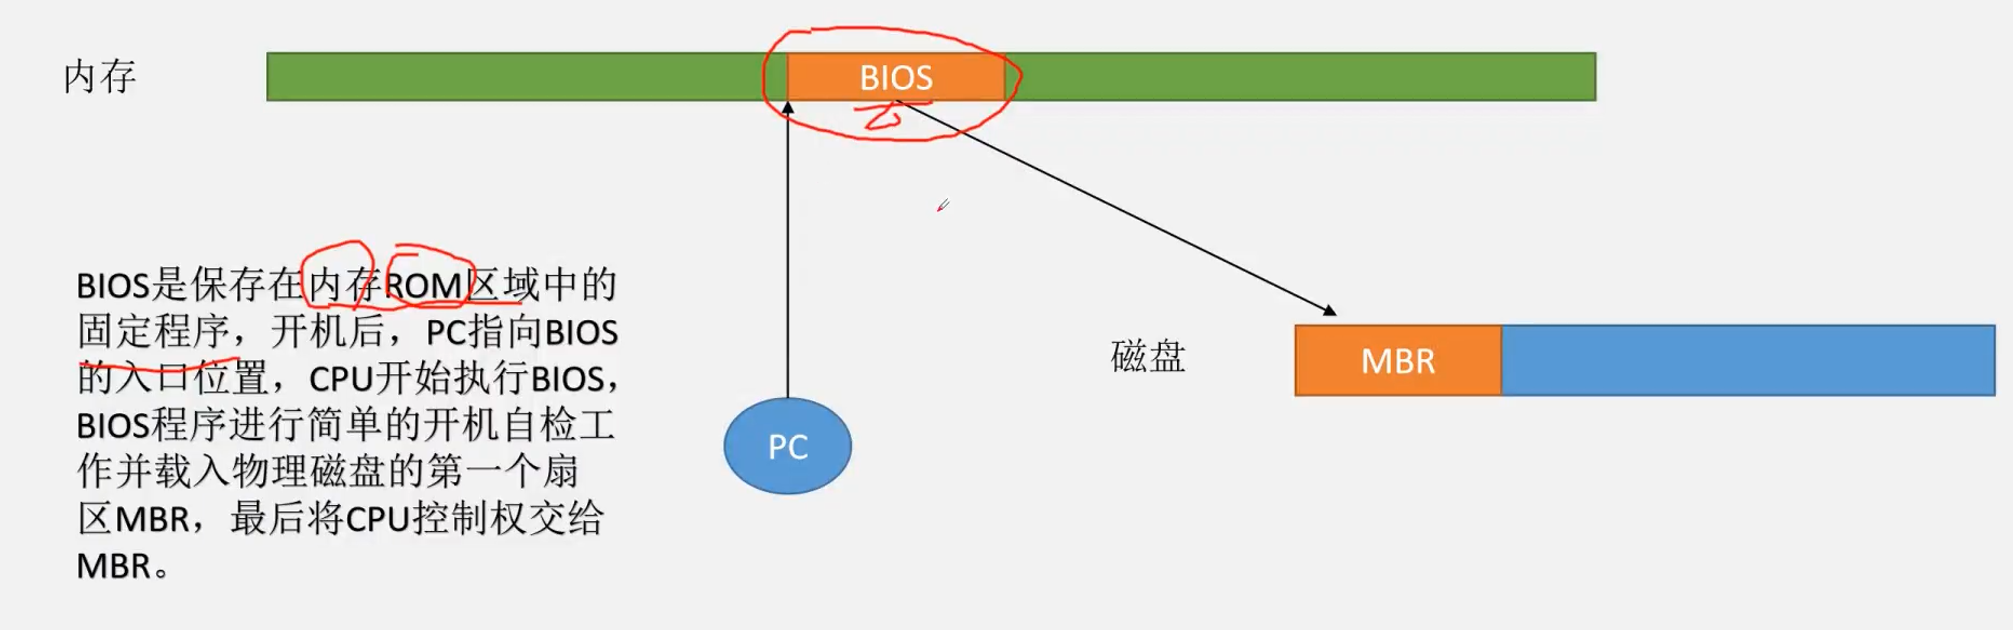 内存
BIOS
BIOS是保存在内存ROM区域中的
固定程序，开机后，PC指向BIOS
的入口位置，CPU开始执行BIOS，
BIOS程序进行简单的开机自检工
作并载入物理磁盘的第一个扇
区MBR，最后将CPU控制权交给
MBR。
PC
磁盘
MBR